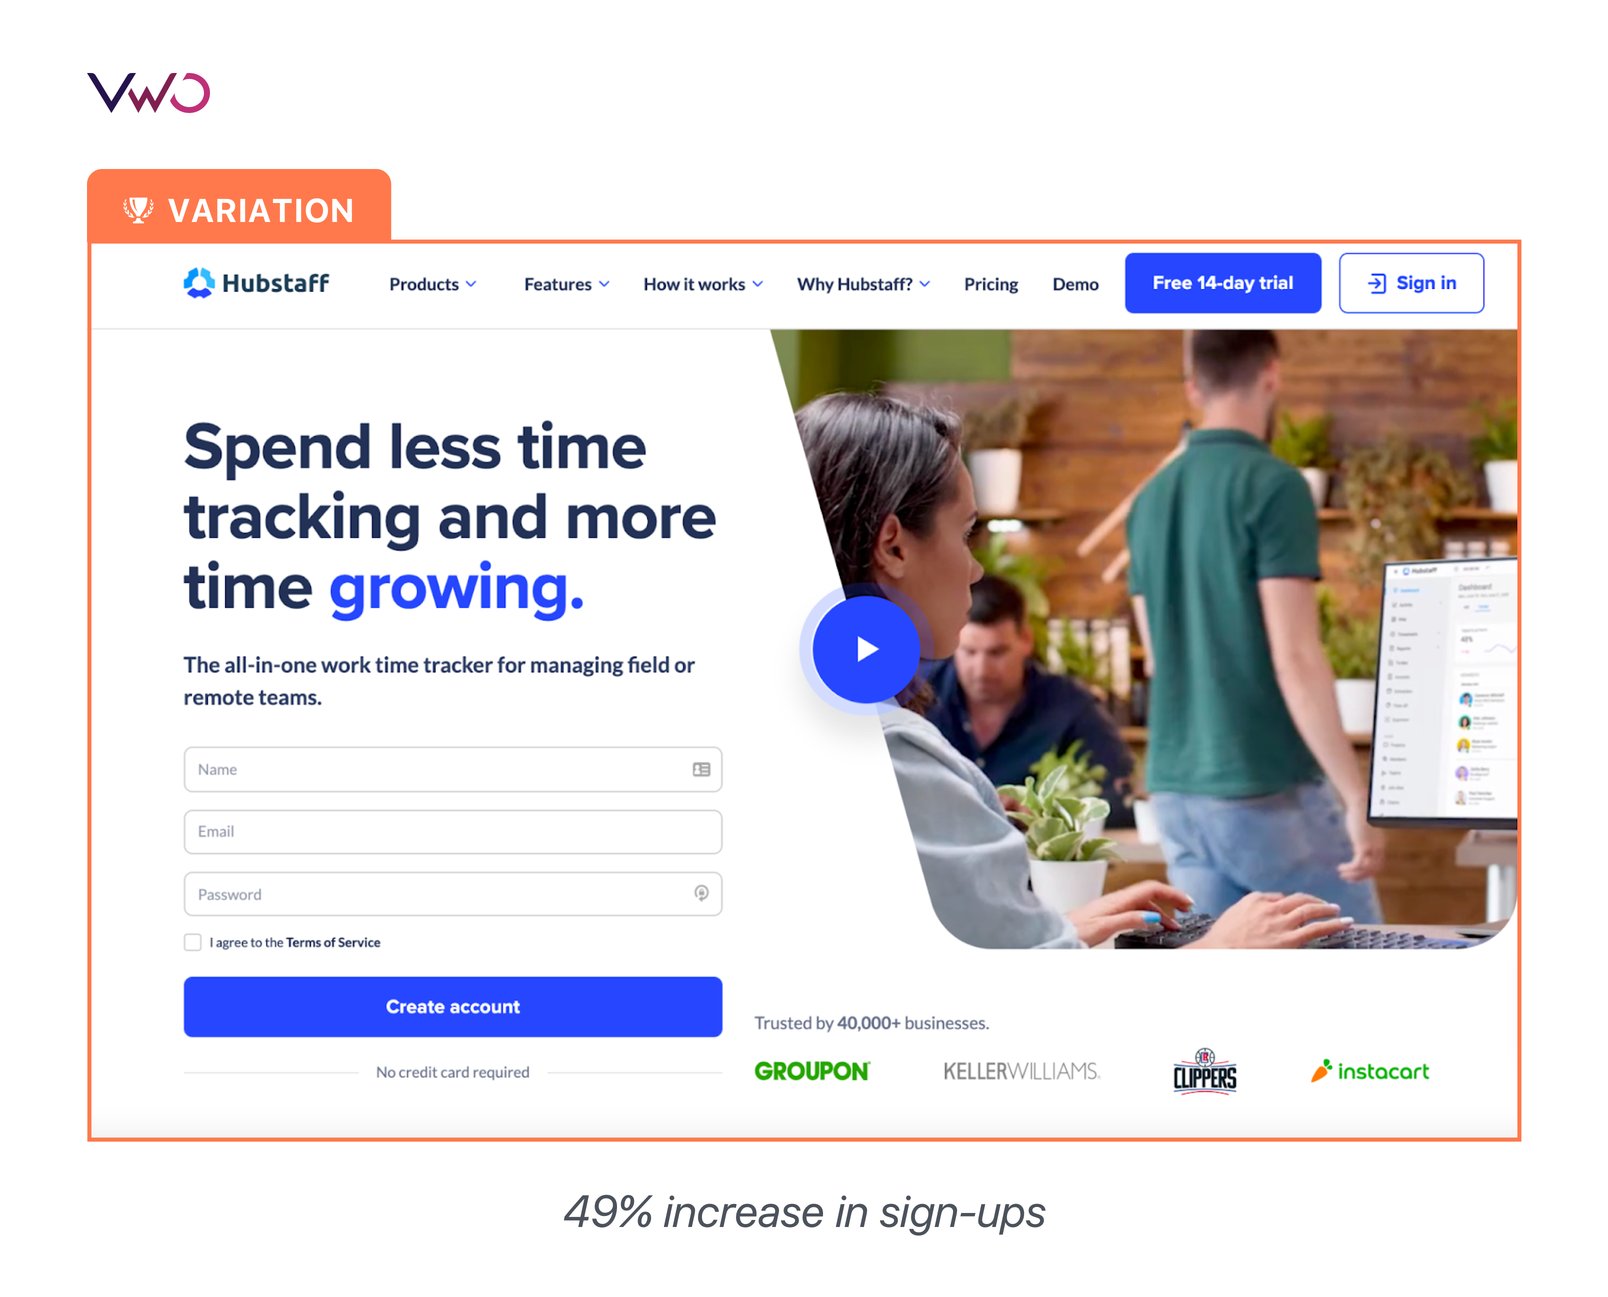 VWO
VARIATION
Hubstaff
Products
Features
How it works
Why Hubstaff?
Pricing
Demo
Free 14-day trial
Sign in
Spend less time
tracking and more
time growing.
The all-in-one work time tracker for managing field or
remote teams.
Name
Email
Password
I agree to the Terms of Service
Create account
No credit card required
Hubstaff
Dashboard
Trusted by 40,000+ businesses.
GROUPON
KELLERWILLIAMS.
CLIPPERS
instacart
49% increase in sign-ups